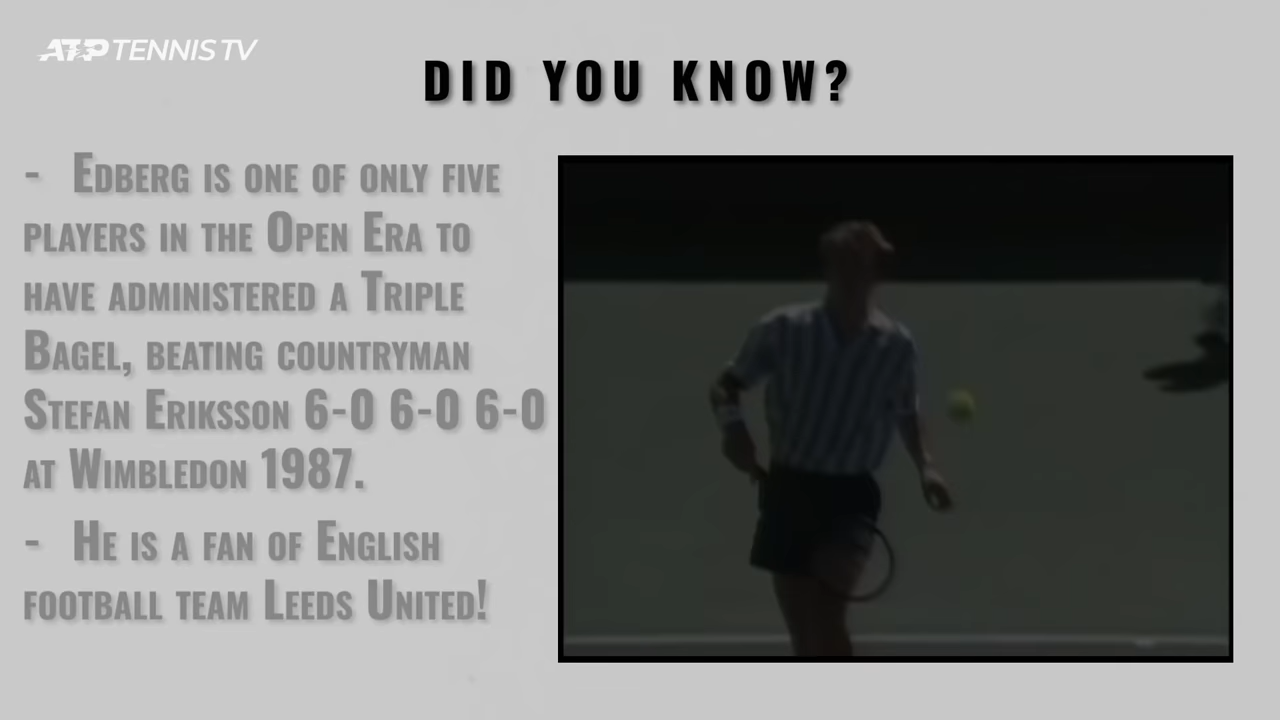 ATP TENNIS TV
DID YOU KNOW?
- Edberg is one of only five
players in the Open Era to
have administered a Triple
Bagel, beating countryman
Stefan Eriksson 6-0 6-0 6-0
at Wimbledon 1987.
- He is a fan of English
football team Leeds United!